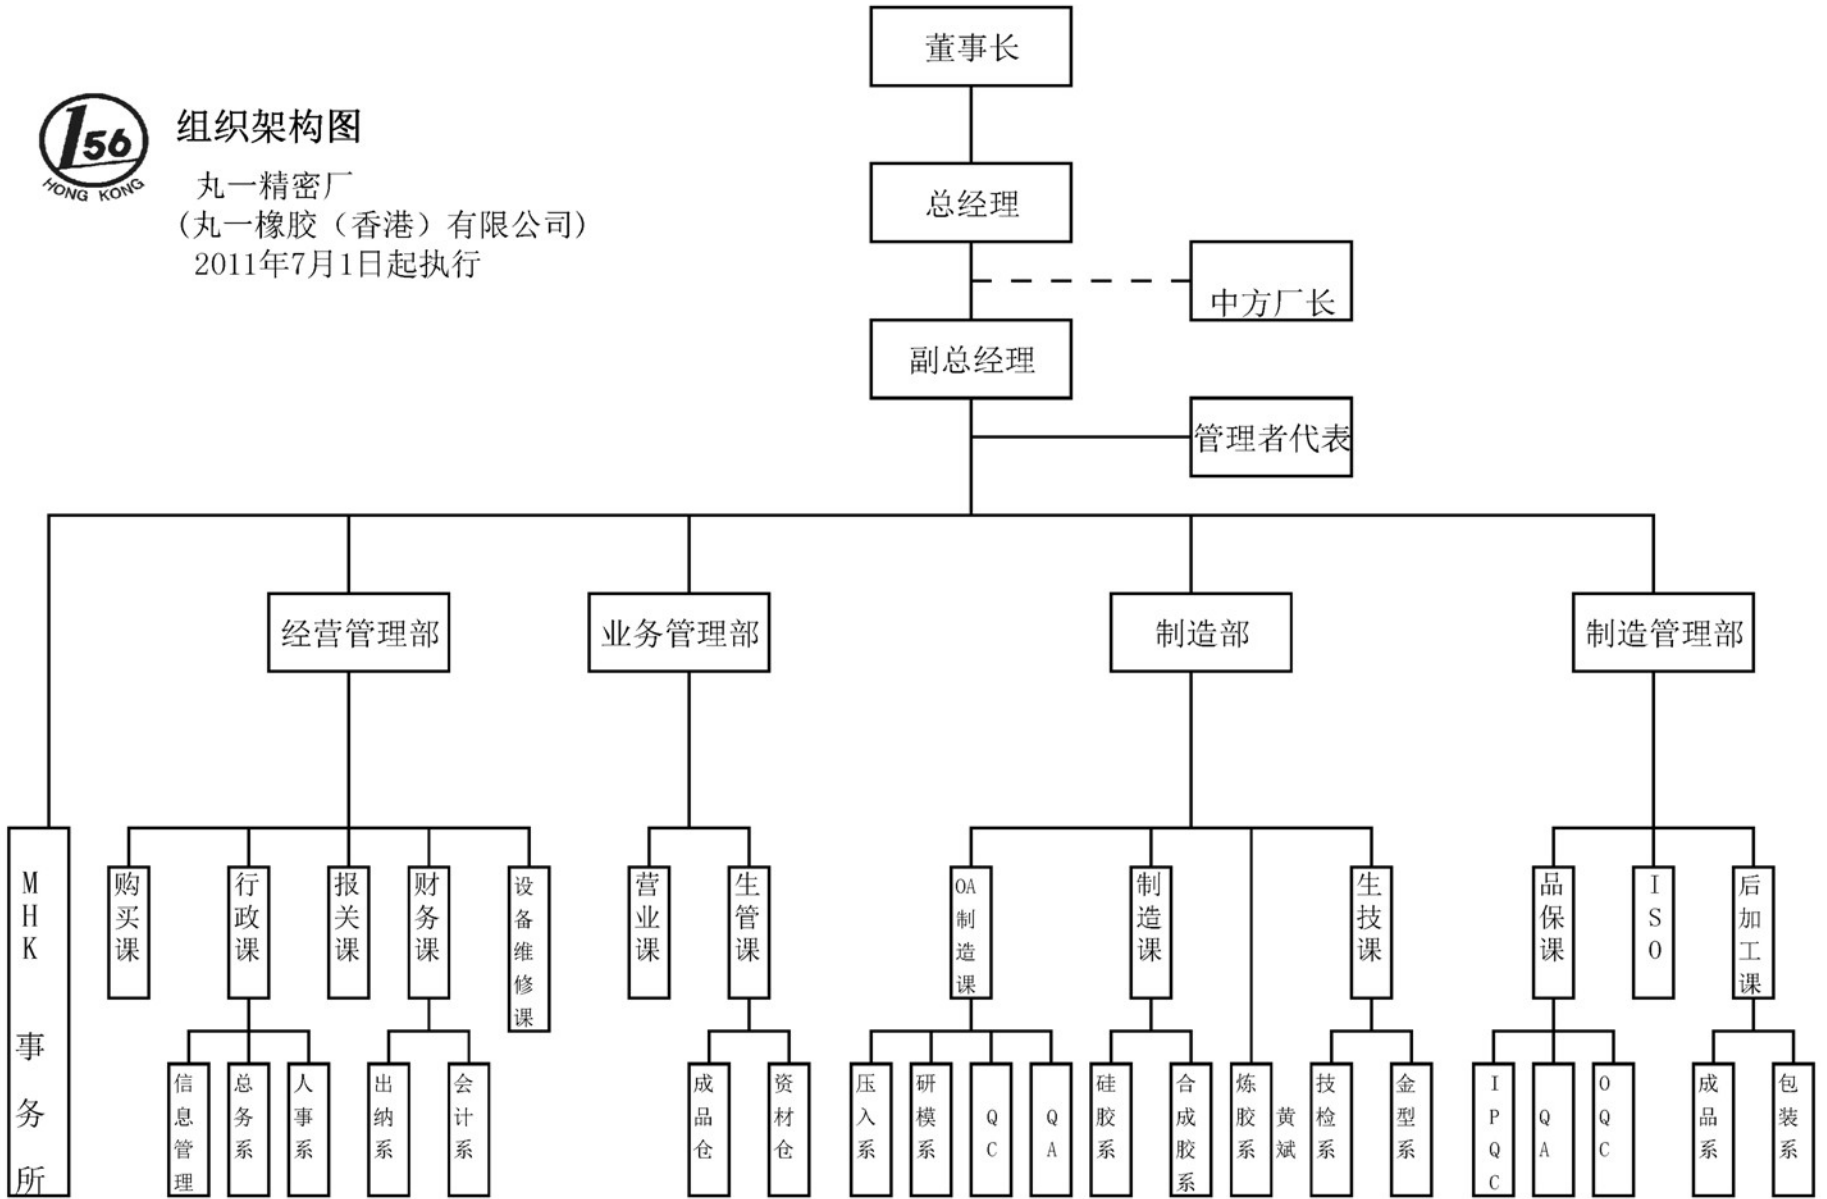 董事长
156
HONG KONG
组织架构图
丸一精密厂
(丸一橡胶（香港）有限公司)
2011年7月1日起执行
总经理
中方厂长
副总经理
管理者代表
经营管理部
业务管理部
制造部
制造管理部
MHK事务所
购买课
行政课
报关课
财务课
设备维修课
营业课
生管课
OA制造课
制造课
生技课
品保课
ISO
后加工课
信息管理
总务系
人事系
出纳系
会计系
成品仓
资材仓
压入系
研模系
QC
QA
硅胶系
合成胶系
炼胶系
黄斌
技检系
金型系
IPQC
QA
OQC
成品系
包装系